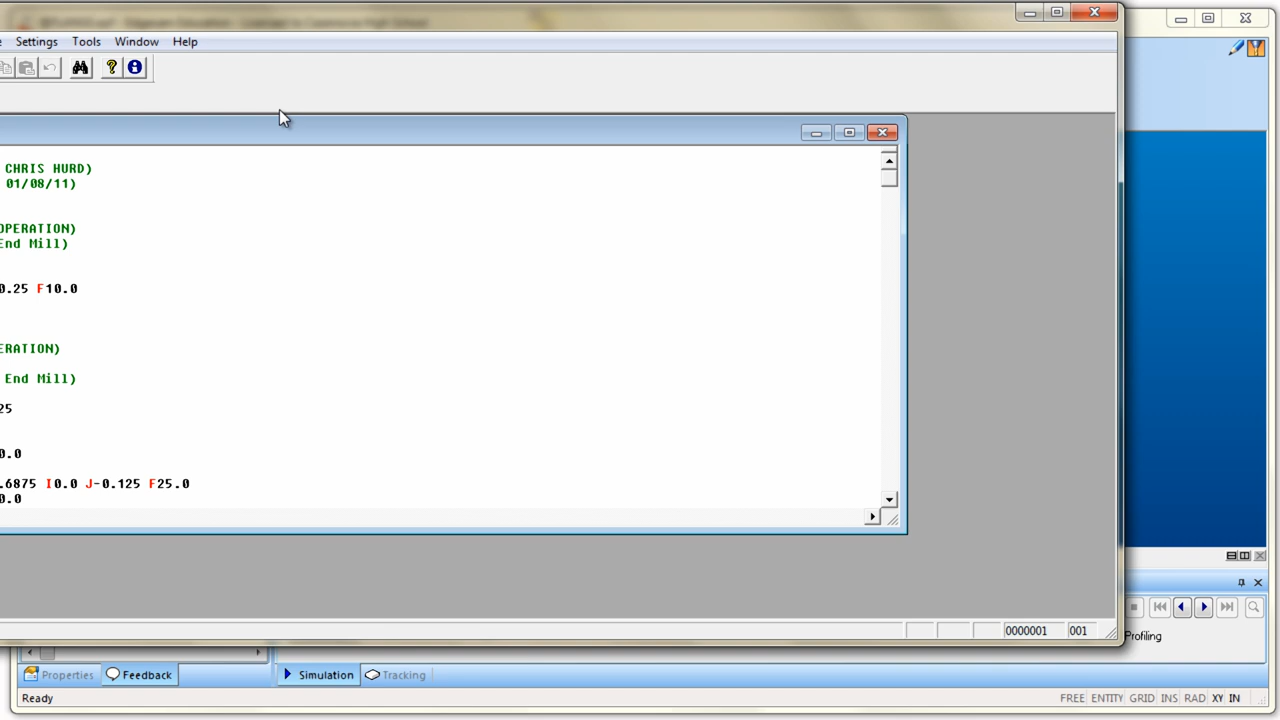 Settings Tools Window Help
CHRIS HURD)
01/08/11)
OPERATION)
End Mill)
0.25 F10.0
ERATION)
End Mill)
25
0.0
.6875 I0.0 J-0.125 F25.0
0.0
0000001 001
Profiling
Properties Feedback Simulation Tracking
Ready FREE ENTITY GRID INS RAD XY IN